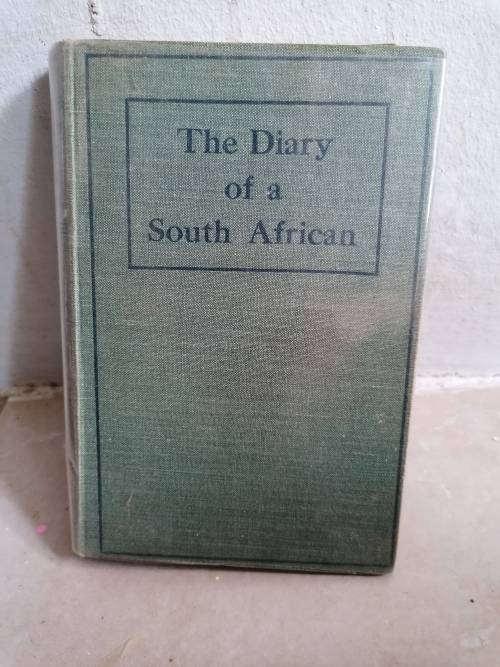 The Diary
of a
South African